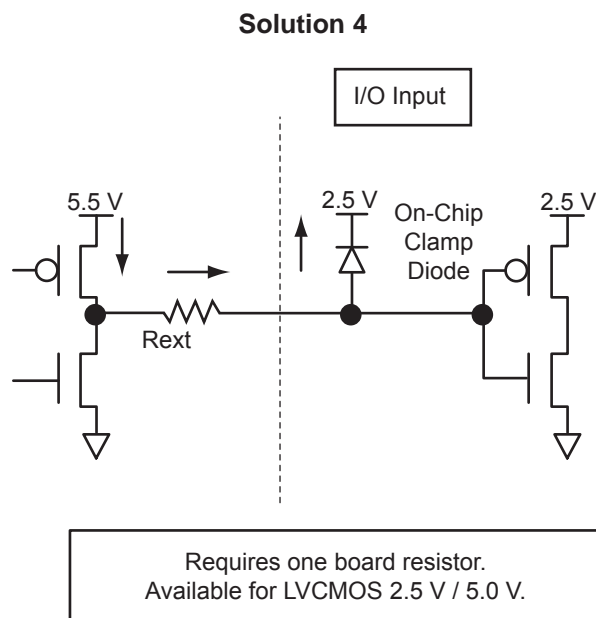 Solution 4
I/O Input
5.5 V
2.5 V
On-Chip
Clamp
Diode
2.5 V
Rext
Requires one board resistor.
Available for LVCMOS 2.5 V / 5.0 V.